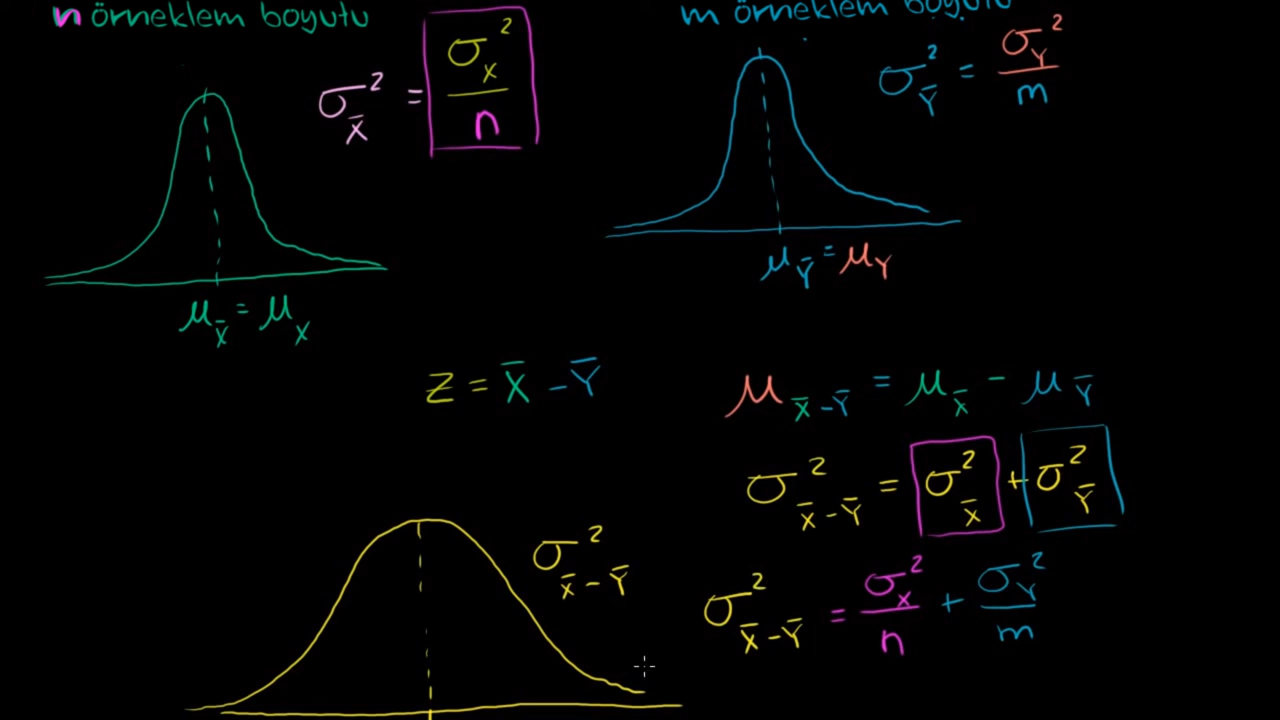 n örneklem boyutu
σ_X̄² = σ_X² / n
μ_X̄ = μ_X
m örneklem boyutu
σ_Ȳ² = σ_Y² / m
μ_Ȳ = μ_Y
Z = X̄ - Ȳ
μ_X̄-Ȳ = μ_X̄ - μ_Ȳ
σ²_X̄-Ȳ = σ²_X̄ + σ²_Ȳ
σ²_X̄-Ȳ
σ²_X̄-Ȳ = σ_X² / n + σ_Y² / m